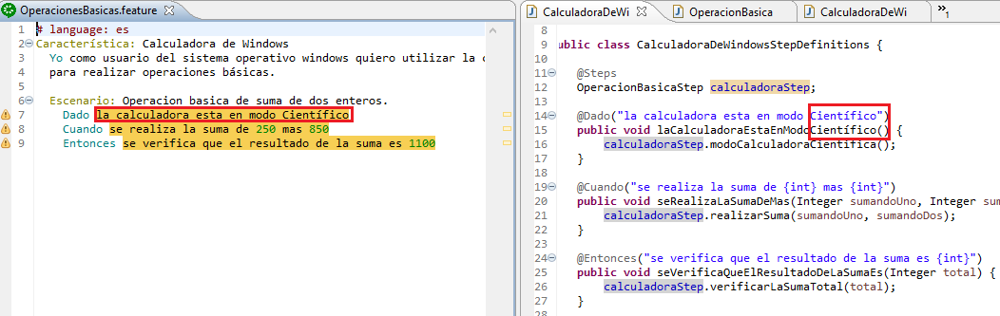 OperacionesBasicas.feature
1 # language: es
2 Característica: Calculadora de Windows
3 Yo como usuario del sistema operativo windows quiero utilizar la c
4 para realizar operaciones básicas.
5
6 Escenario: Operacion basica de suma de dos enteros.
7 Dado la calculadora esta en modo Científico
8 Cuando se realiza la suma de 250 mas 850
9 Entonces se verifica que el resultado de la suma es 1100
CalculadoraDeWi OperacionBasica CalculadoraDeWi »1
8
9 ublic class CalculadoraDeWindowsStepDefinitions {
10
11 @Steps
12 OperacionBasicaStep calculadoraStep;
13
14 @Dado("la calculadora esta en modo Científico")
15 public void laCalculadoraEstaEnModoCientífico() {
16 calculadoraStep.modoCalculadoraCientifica();
17 }
18
19 @Cuando("se realiza la suma de {int} mas {int}")
20 public void seRealizaLaSumaDeMas(Integer sumandoUno, Integer sum
21 calculadoraStep.realizarSuma(sumandoUno, sumandoDos);
22 }
23
24 @Entonces("se verifica que el resultado de la suma es {int}")
25 public void seVerificaQueElResultadoDeLaSumaEs(Integer total) {
26 calculadoraStep.verificarLaSumaTotal(total);
27 }
28